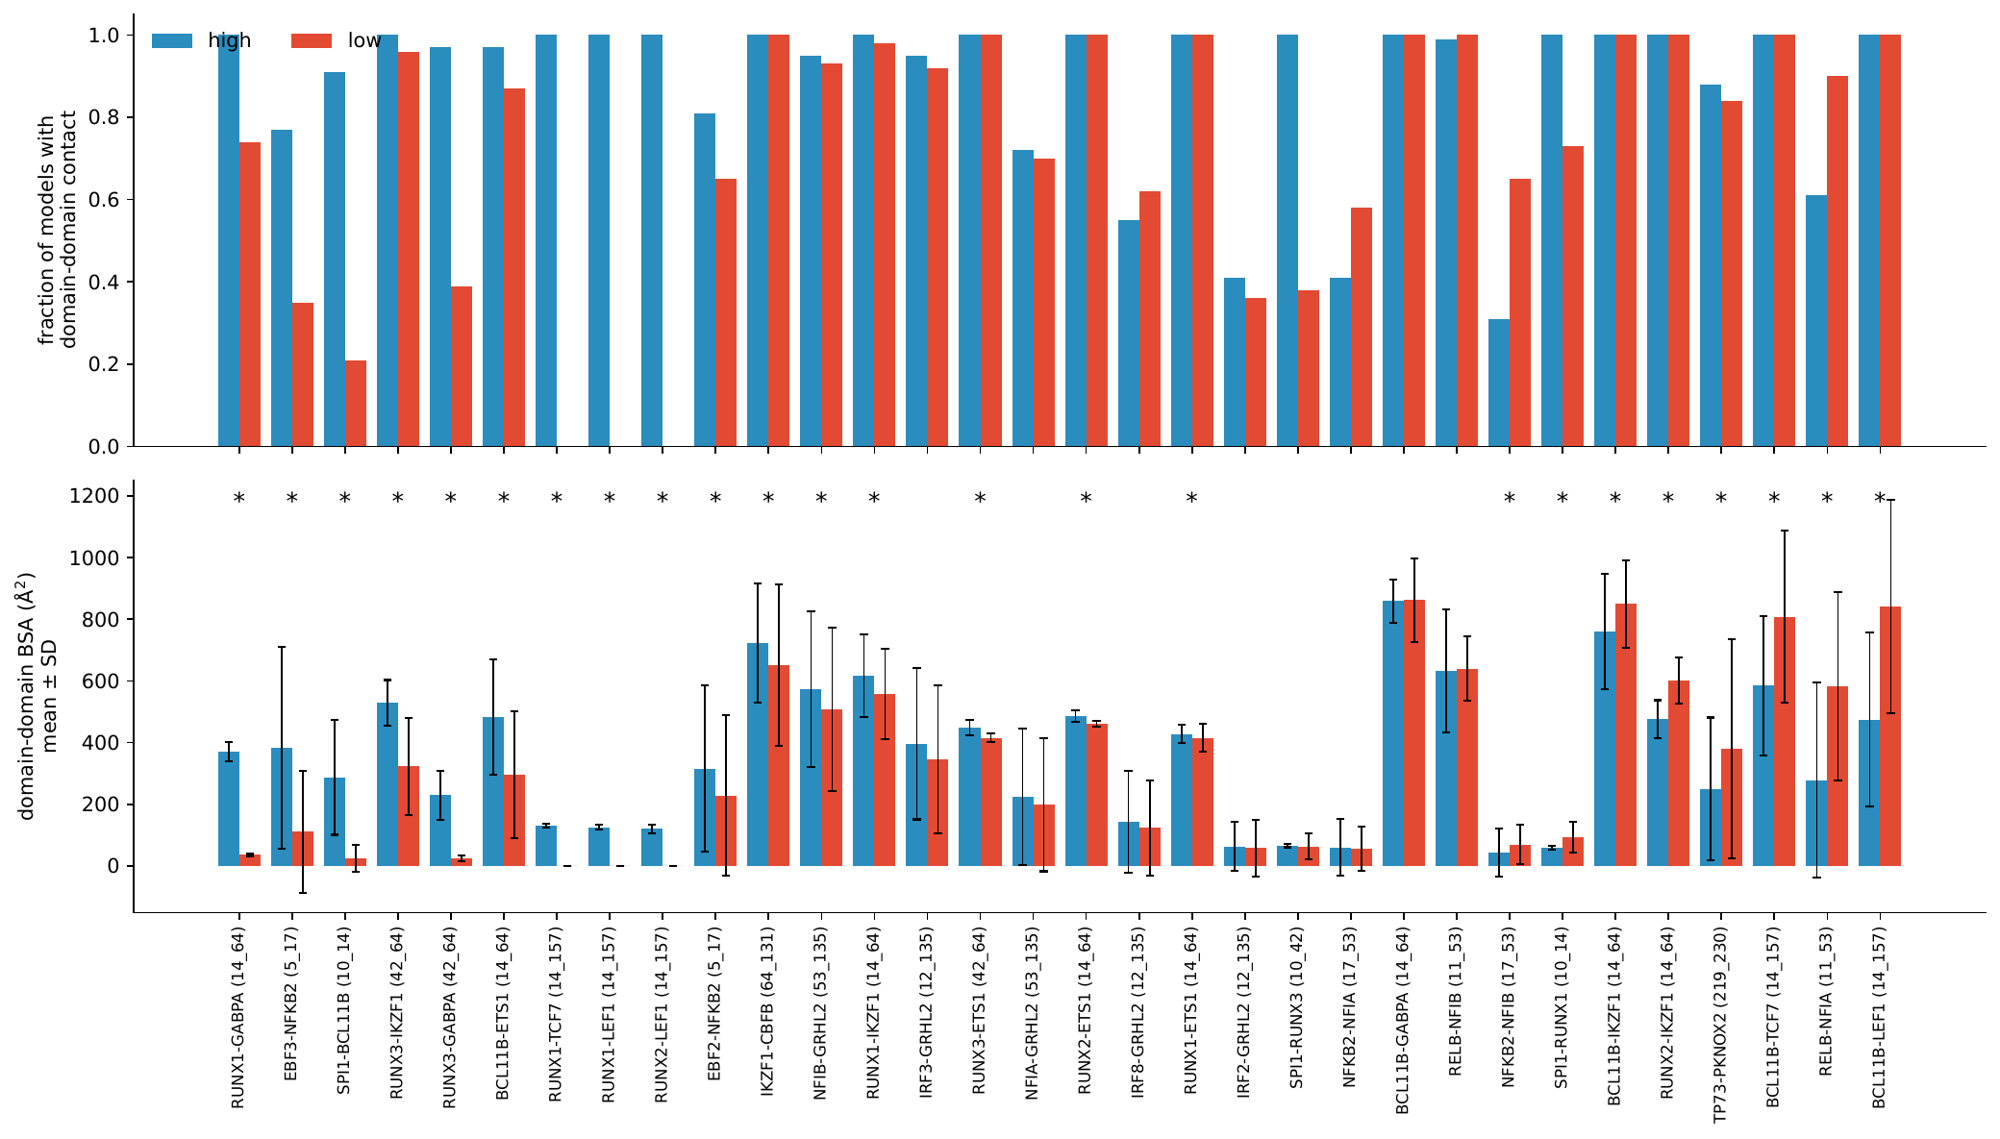 high low
fraction of models with
domain-domain contact
1.0
0.8
0.6
0.4
0.2
0.0
domain-domain BSA (Å²)
mean ± SD
1200
1000
800
600
400
200
0
* * * * * * * * * * * * * * * * * * * * * * * *
RUNX1-GABPA (14_64)
EBF3-NFKB2 (5_17)
SPI1-BCL11B (10_14)
RUNX3-IKZF1 (42_64)
RUNX3-GABPA (42_64)
BCL11B-ETS1 (14_64)
RUNX1-TCF7 (14_157)
RUNX1-LEF1 (14_157)
RUNX2-LEF1 (14_157)
EBF2-NFKB2 (5_17)
IKZF1-CBFB (64_131)
NFIB-GRHL2 (53_135)
RUNX1-IKZF1 (14_64)
IRF3-GRHL2 (12_135)
RUNX3-ETS1 (42_64)
NFIA-GRHL2 (53_135)
RUNX2-ETS1 (14_64)
IRF8-GRHL2 (12_135)
RUNX1-ETS1 (14_64)
IRF2-GRHL2 (12_135)
SPI1-RUNX3 (10_42)
NFKB2-NFIA (17_53)
BCL11B-GABPA (14_64)
RELB-NFIB (11_53)
NFKB2-NFIB (17_53)
SPI1-RUNX1 (10_14)
BCL11B-IKZF1 (14_64)
RUNX2-IKZF1 (14_64)
TP73-PKNOX2 (219_230)
BCL11B-TCF7 (14_157)
RELB-NFIA (11_53)
BCL11B-LEF1 (14_157)